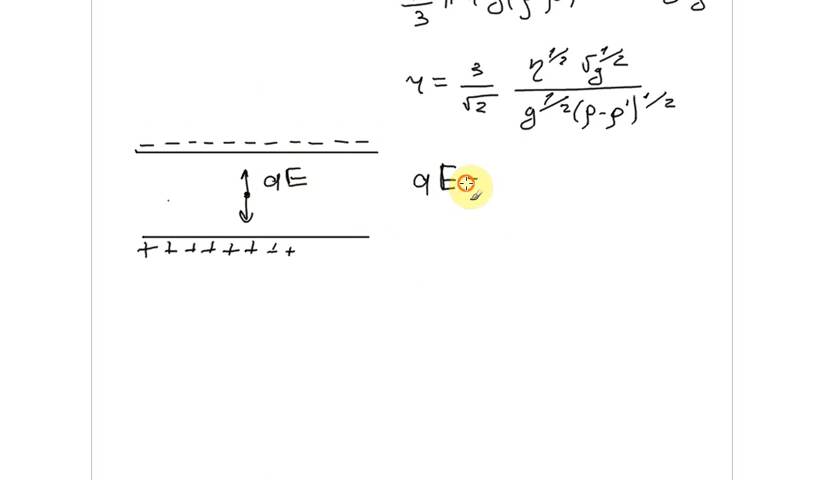 r = 3/√2 η^1/2 v_g^1/2 / g^1/2 (ρ-ρ')^1/2
- - - - - - - - - - -
qE
qE=
+ + + + + + + +